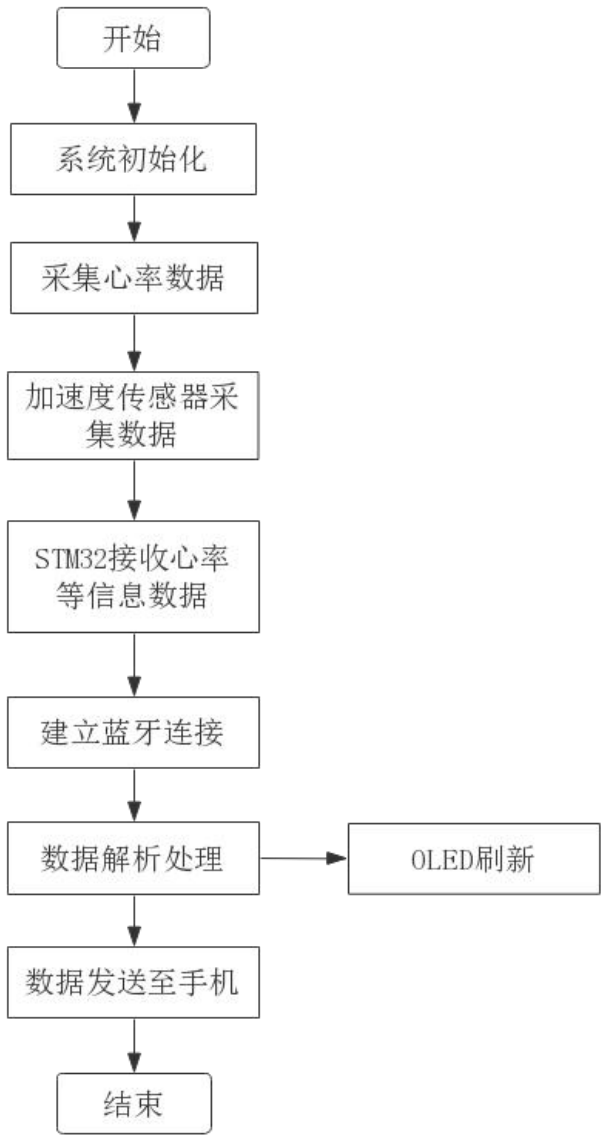 开始
系统初始化
采集心率数据
加速度传感器采
集数据
STM32接收心率
等信息数据
建立蓝牙连接
数据解析处理
OLED刷新
数据发送至手机
结束